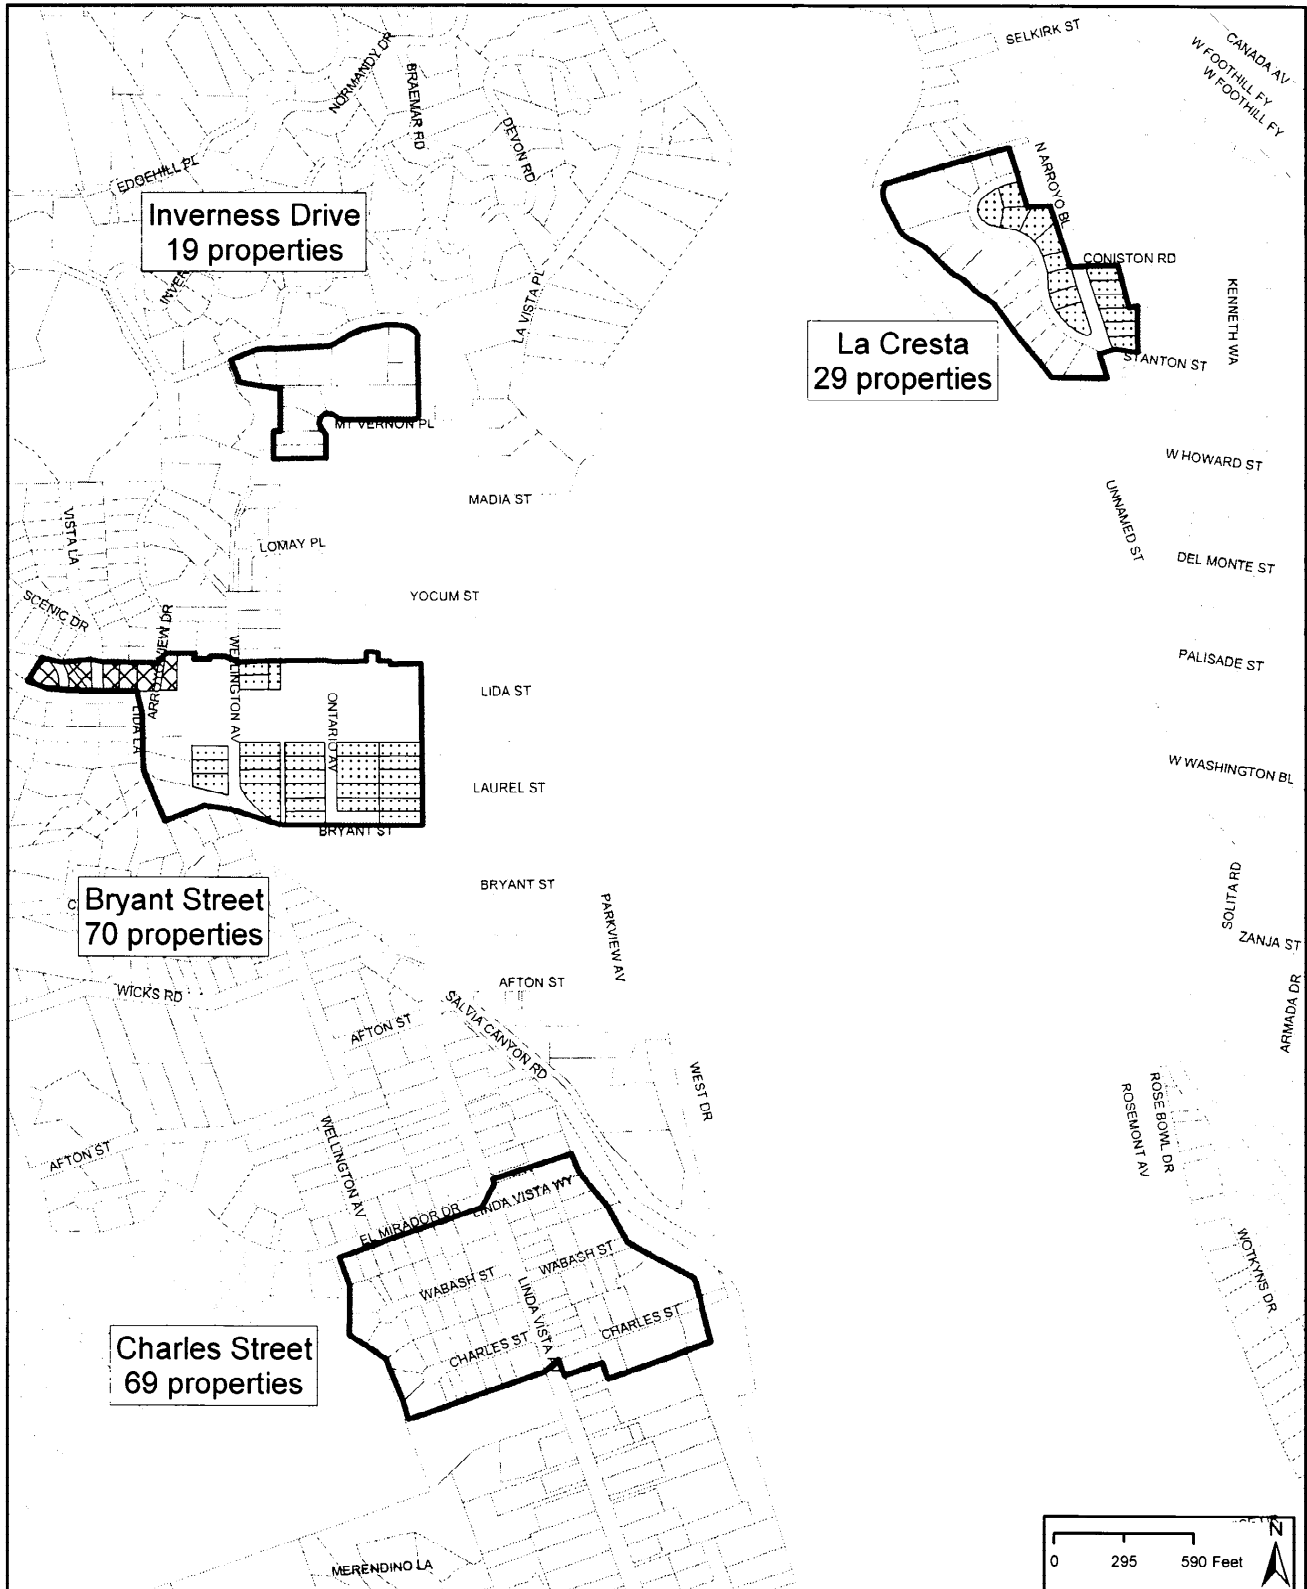 SELKIRK ST
CANADA AV
W FOOTHILL FY
W FOOTHILL FY
NORMANDY DR
BRAEMAR RD
DEVON RD
EDGEHILL PL
N ARROYO BL
Inverness Drive
19 properties
CONISTON RD
LA VISTA PL
KENNETH WA
La Cresta
29 properties
STANTON ST
MT VERNON PL
W HOWARD ST
MADIA ST
UNNAMED ST
VISTA LA
LOMAY PL
DEL MONTE ST
YOCUM ST
SCENIC DR
ARROYO VIEW DR
WELLINGTON AV
PALISADE ST
LIDA ST
ONTARIO AV
LIDA LA
W WASHINGTON BL
LAUREL ST
BRYANT ST
BRYANT ST
Bryant Street
70 properties
PARKVIEW AV
SOLITA RD
ZANJA ST
AFTON ST
WICKS RD
SALVIA CANYON RD
AFTON ST
ARMADA DR
WEST DR
ROSE BOWL DR
ROSEMONT AV
AFTON ST
WELLINGTON AV
EL MIRADOR DR
LINDA VISTA WY
WABASH ST
WABASH ST
LINDA VISTA
WOTKYNS DR
CHARLES ST
CHARLES ST
Charles Street
69 properties
MERENDINO LA
N
0 295 590 Feet